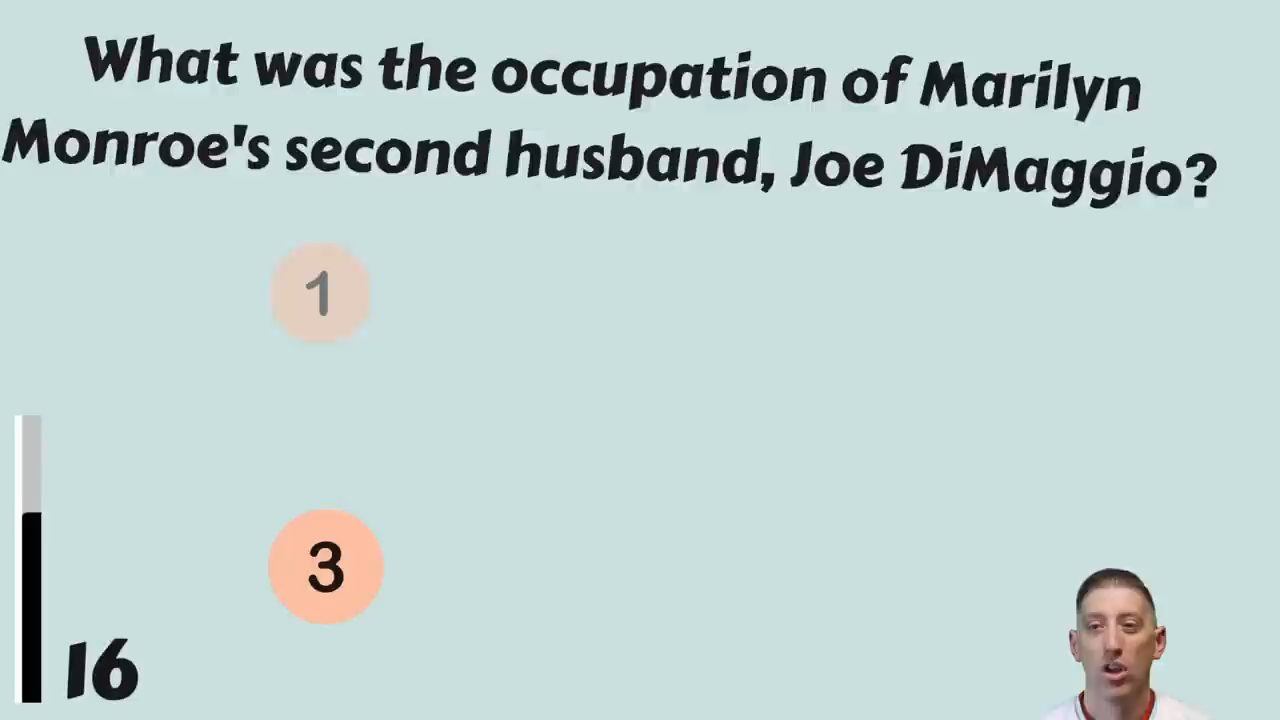 What was the occupation of Marilyn
Monroe's second husband, Joe DiMaggio?
1
3
16